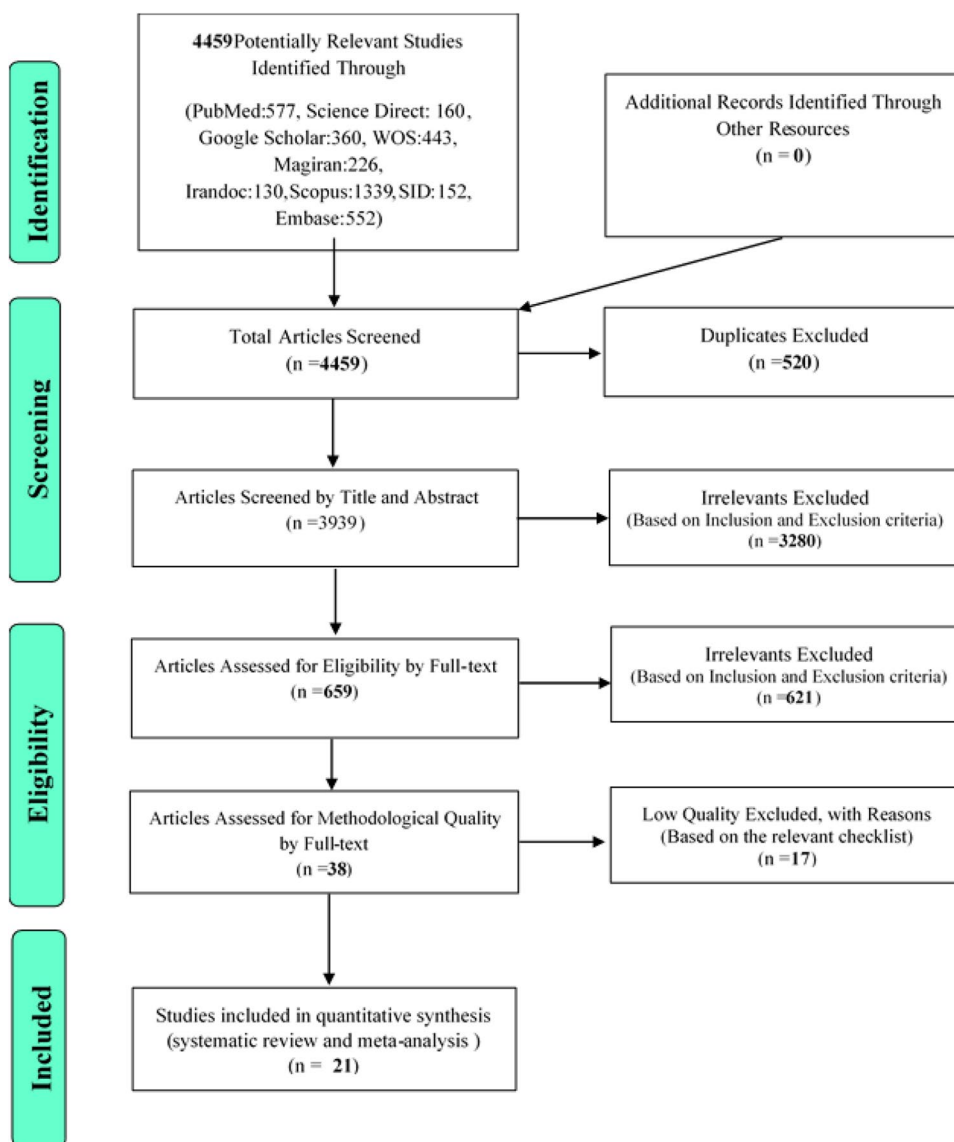 Identification
4459Potentially Relevant Studies
Identified Through
(PubMed:577, Science Direct: 160,
Google Scholar:360, WOS:443,
Magiran:226,
Irandoc:130,Scopus:1339,SID:152,
Embase:552)
Additional Records Identified Through
Other Resources
(n = 0)
Screening
Total Articles Screened
(n =4459)
Duplicates Excluded
(n =520)
Articles Screened by Title and Abstract
(n =3939)
Irrelevants Excluded
(Based on Inclusion and Exclusion criteria)
(n =3280)
Eligibility
Articles Assessed for Eligibility by Full-text
(n =659)
Irrelevants Excluded
(Based on Inclusion and Exclusion criteria)
(n =621)
Articles Assessed for Methodological Quality
by Full-text
(n =38)
Low Quality Excluded, with Reasons
(Based on the relevant checklist)
(n =17)
Included
Studies included in quantitative synthesis
(systematic review and meta-analysis )
(n = 21)